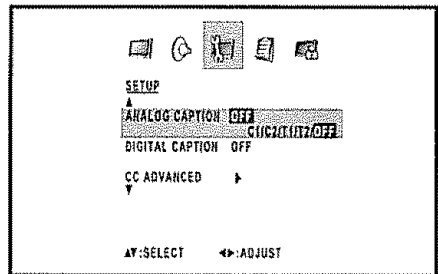 SETUP
▲
ANALOG CAPTION OFF
C1/C2/T1/T2/OFF
DIGITAL CAPTION OFF
CC ADVANCED ▶
▼
▲▼:SELECT ◀▶:ADJUST